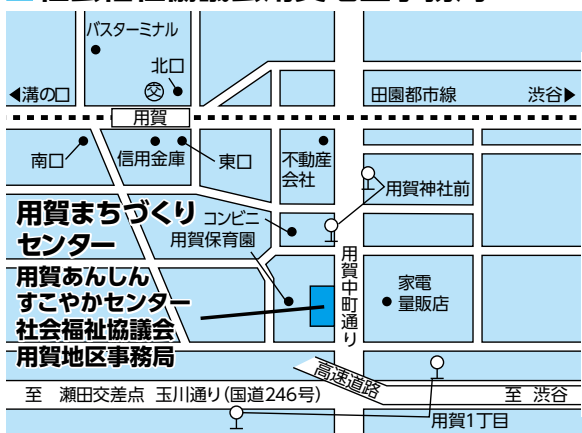 バスターミナル
北口
交
◀溝の口
田園都市線
渋谷▶
用賀
南口
信用金庫
東口
不動産
会社
用賀神社前
用賀まちづくり
センター
コンビニ
用賀保育園
用賀あんしん
すこやかセンター
社会福祉協議会
用賀地区事務局
用賀中町通り
家電
量販店
高速道路
至 瀬田交差点 玉川通り(国道246号)
至 渋谷
用賀1丁目